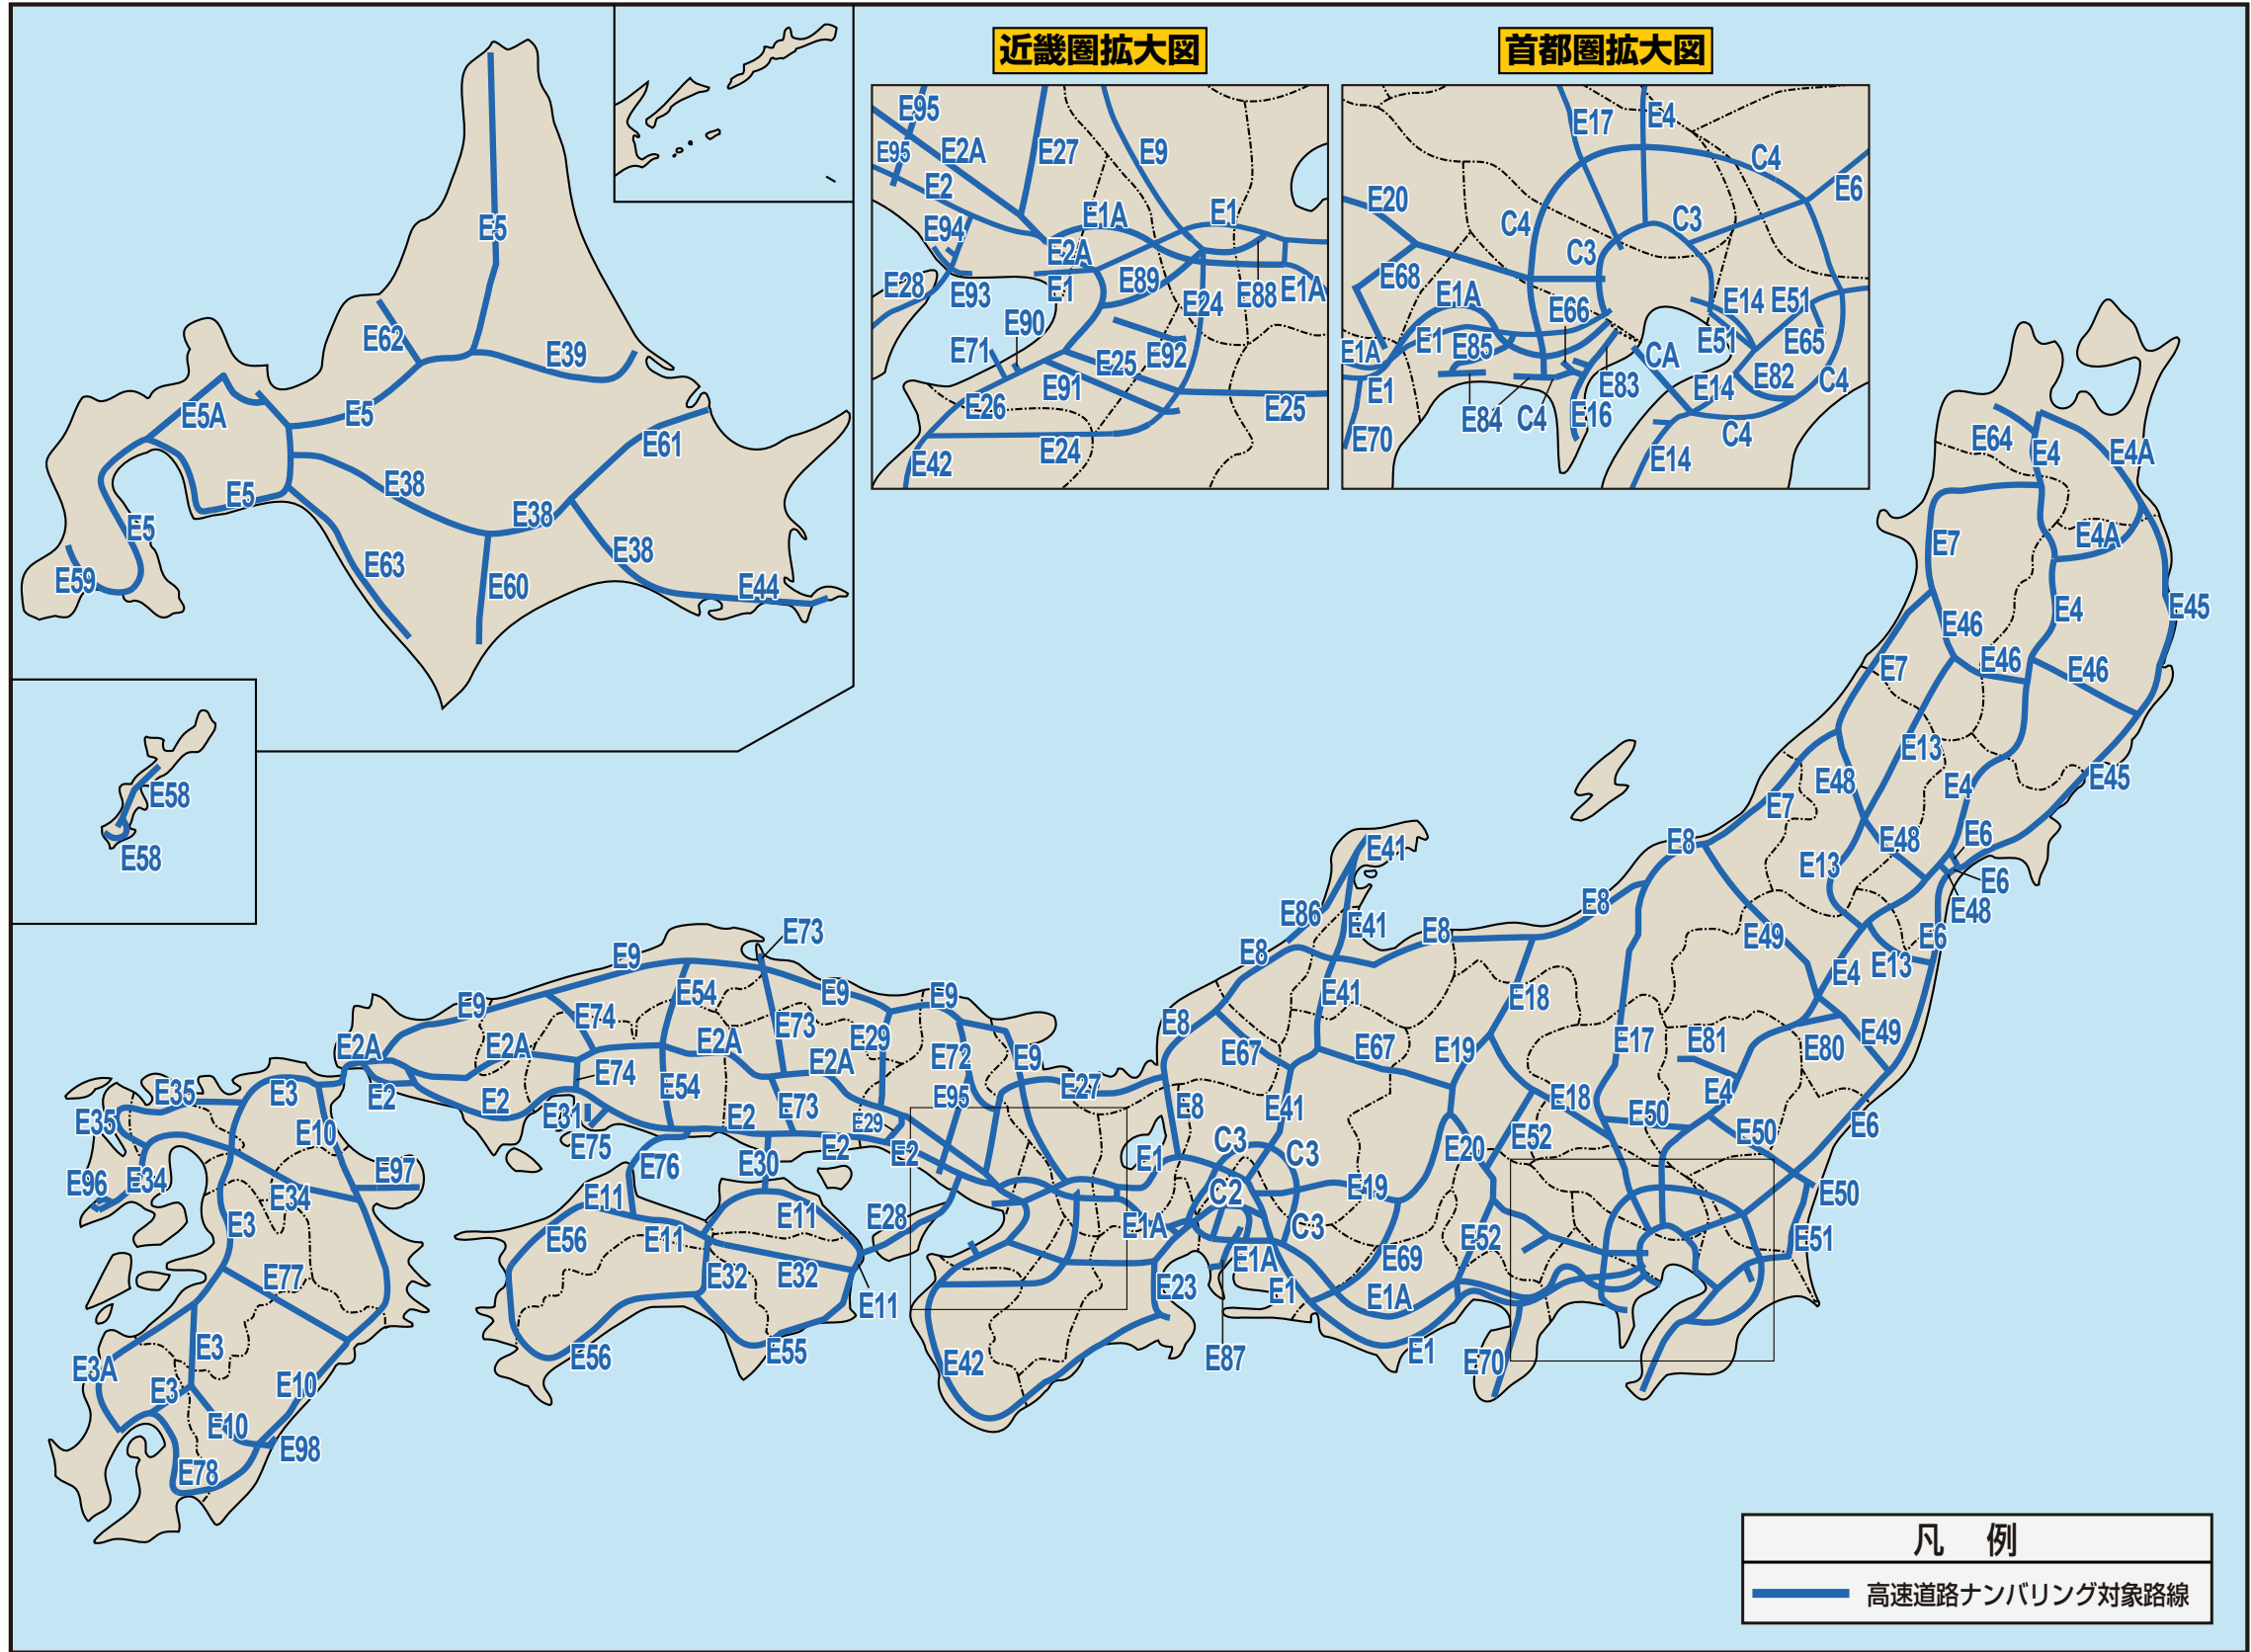 近畿圏拡大図
首都圏拡大図
E5
E62
E39
E5A
E5
E61
E38
E5
E38
E5
E38
E63
E60
E59
E44
E58
E58
E95
E95
E2A
E27
E9
E2
E94
E1A
E1
E2A
E28
E93
E1
E89
E24
E88
E1A
E90
E71
E25
E92
E91
E26
E25
E24
E42
E17
E4
C4
E6
E20
C4
C3
C3
E68
E1A
E66
E14
E51
E1A
E1
E85
E51
E65
CA
E1
E83
E14
E82
C4
E84
C4
E16
C4
E70
E14
E64
E4
E4A
E7
E4A
E46
E4
E45
E7
E46
E46
E13
E48
E4
E45
E7
E48
E6
E8
E13
E6
E48
E41
E8
E86
E41
E8
E8
E49
E6
E4
E13
E73
E9
E54
E9
E9
E41
E18
E9
E74
E73
E29
E8
E67
E67
E19
E17
E81
E80
E49
E2A
E2A
E2A
E2A
E72
E9
E74
E54
E27
E4
E35
E3
E2
E2
E73
E95
E8
E41
E18
E50
E50
E6
E35
E31
E2
E29
E10
E75
E2
E2
E52
E20
C3
C3
E1
E76
E30
E97
E96
E34
E34
E11
C2
E19
E50
E3
E56
E11
E11
E28
E1A
C3
E52
E51
E77
E32
E32
E1A
E69
E23
E1
E1A
E11
E3
E55
E56
E42
E87
E1
E70
E3A
E3
E10
E10
E98
E78
凡 例
高速道路ナンバリング対象路線